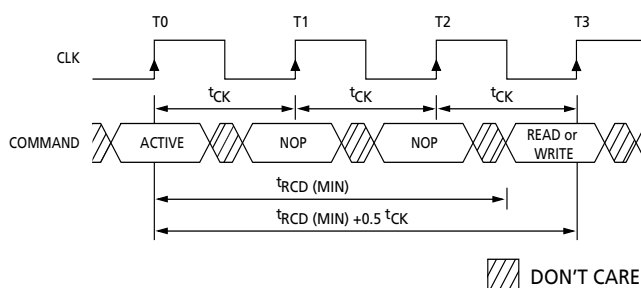 T0 T1 T2 T3
CLK
tCK tCK tCK
COMMAND ACTIVE NOP NOP READ or
WRITE
tRCD (MIN)
tRCD (MIN) +0.5 tCK
DON'T CARE